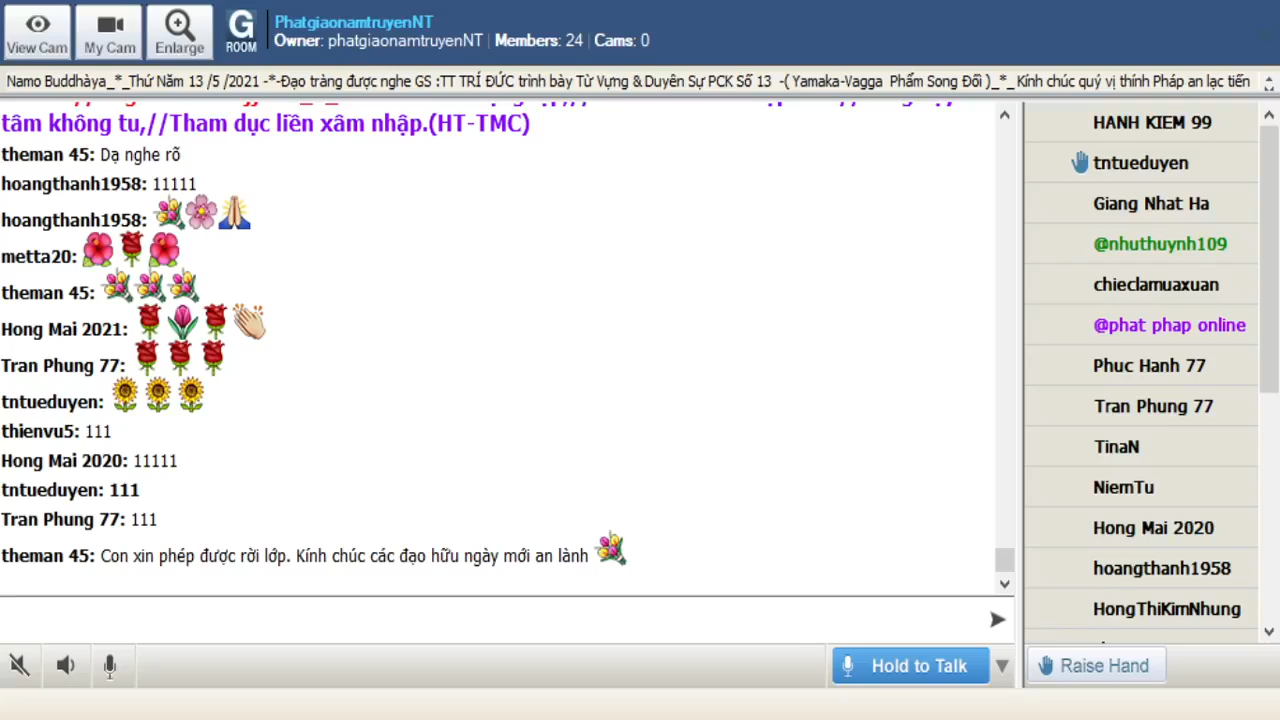 View Cam
My Cam
Enlarge
G
ROOM
PhatgiaonamtruyenNT
Owner: phatgiaonamtruyenNT | Members: 24 | Cams: 0
Namo Buddhàya_*_Thứ Năm 13 /5 /2021 -*-Đạo tràng được nghe GS :TT TRÍ ĐỨC trình bày Từ Vựng & Duyên Sự PCK Số 13 -( Yamaka-Vagga Phẩm Song Đối )_*_ Kính chúc quý vị thính Pháp an lạc tiến
tâm không tu,//Tham dục liền xâm nhập.(HT-TMC)
theman 45: Dạ nghe rõ
hoangthanh1958: 11111
hoangthanh1958:
metta20:
theman 45:
Hong Mai 2021:
Tran Phung 77:
tntueduyen:
thienvu5: 111
Hong Mai 2020: 11111
tntueduyen: 111
Tran Phung 77: 111
theman 45: Con xin phép được rời lớp. Kính chúc các đạo hữu ngày mới an lành
HANH KIEM 99
tntueduyen
Giang Nhat Ha
@nhuthuynh109
chieclamuaxuan
@phat phap online
Phuc Hanh 77
Tran Phung 77
TinaN
NiemTu
Hong Mai 2020
hoangthanh1958
HongThiKimNhung
Hold to Talk
Raise Hand